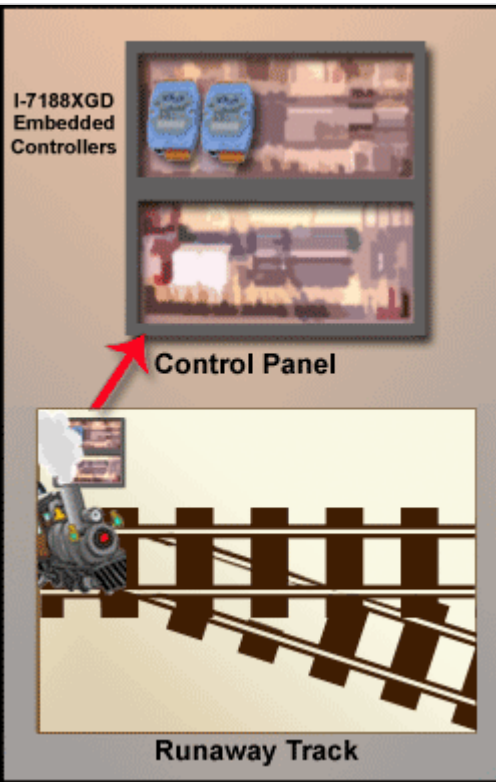 I-7188XGD
Embedded
Controllers
Control Panel
Runaway Track